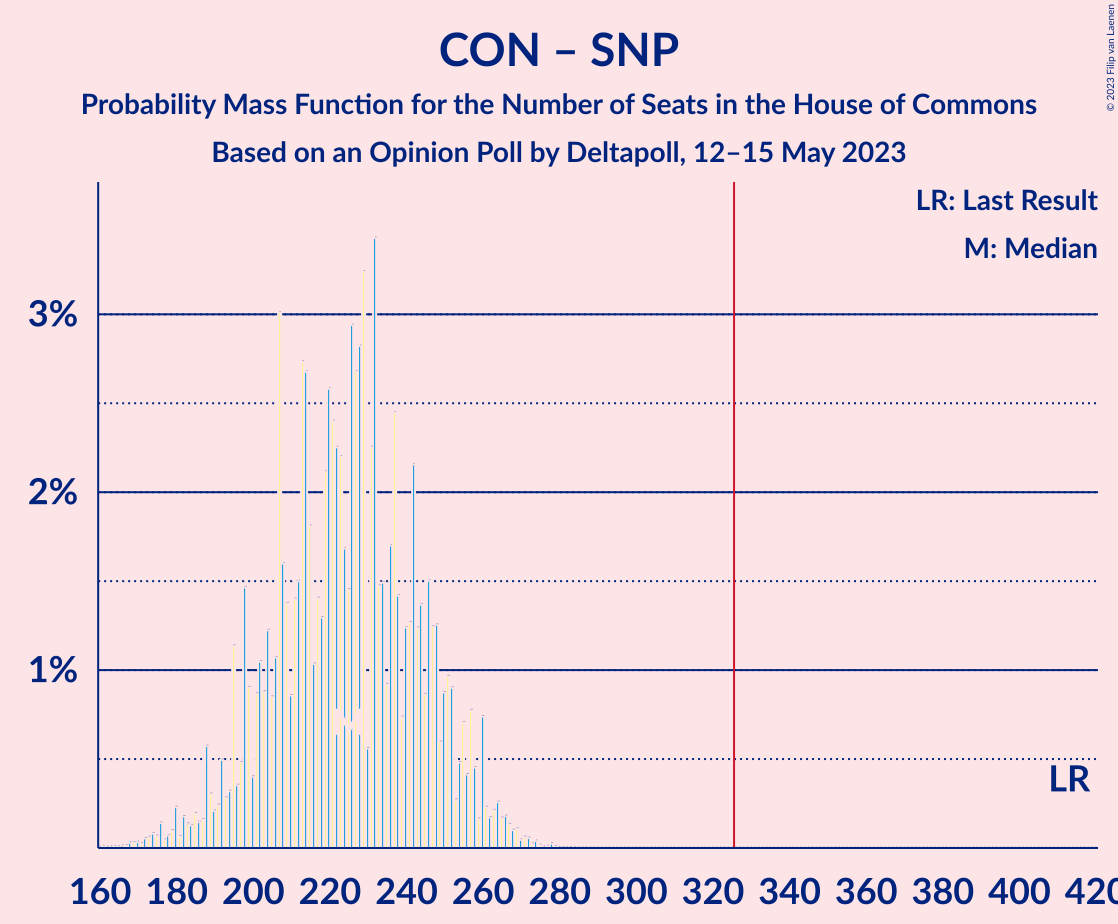 CON – SNP
Probability Mass Function for the Number of Seats in the House of Commons
Based on an Opinion Poll by Deltapoll, 12–15 May 2023
© 2023 Filip van Laenen
LR: Last Result
M: Median
3%
2%
1%
M
LR
160 180 200 220 240 260 280 300 320 340 360 380 400 420